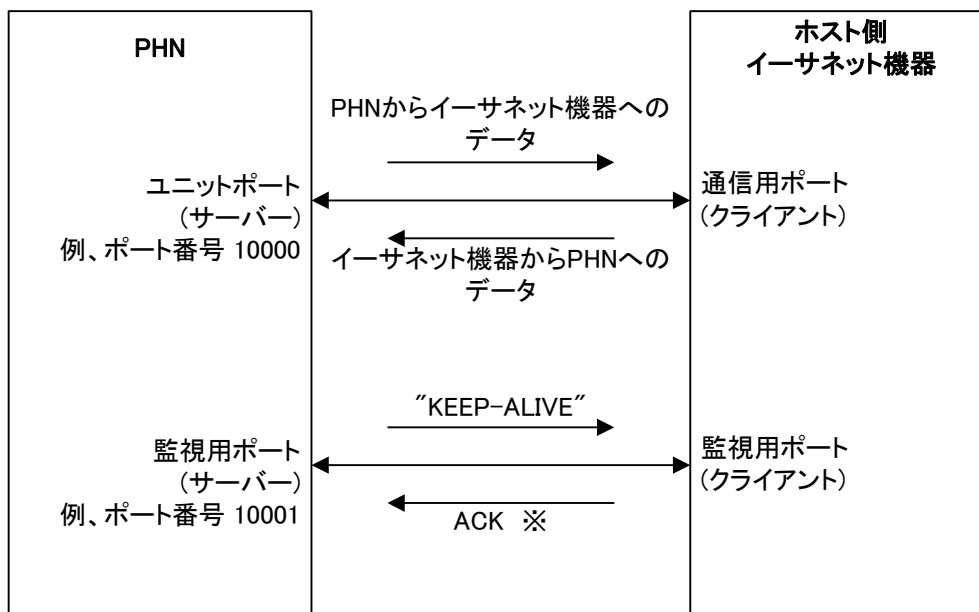 PHN
ホスト側
イーサネット機器
PHNからイーサネット機器への
データ
ユニットポート
(サーバー)
例、ポート番号 10000
通信用ポート
(クライアント)
イーサネット機器からPHNへの
データ
"KEEP-ALIVE"
監視用ポート
(サーバー)
例、ポート番号 10001
監視用ポート
(クライアント)
ACK ※